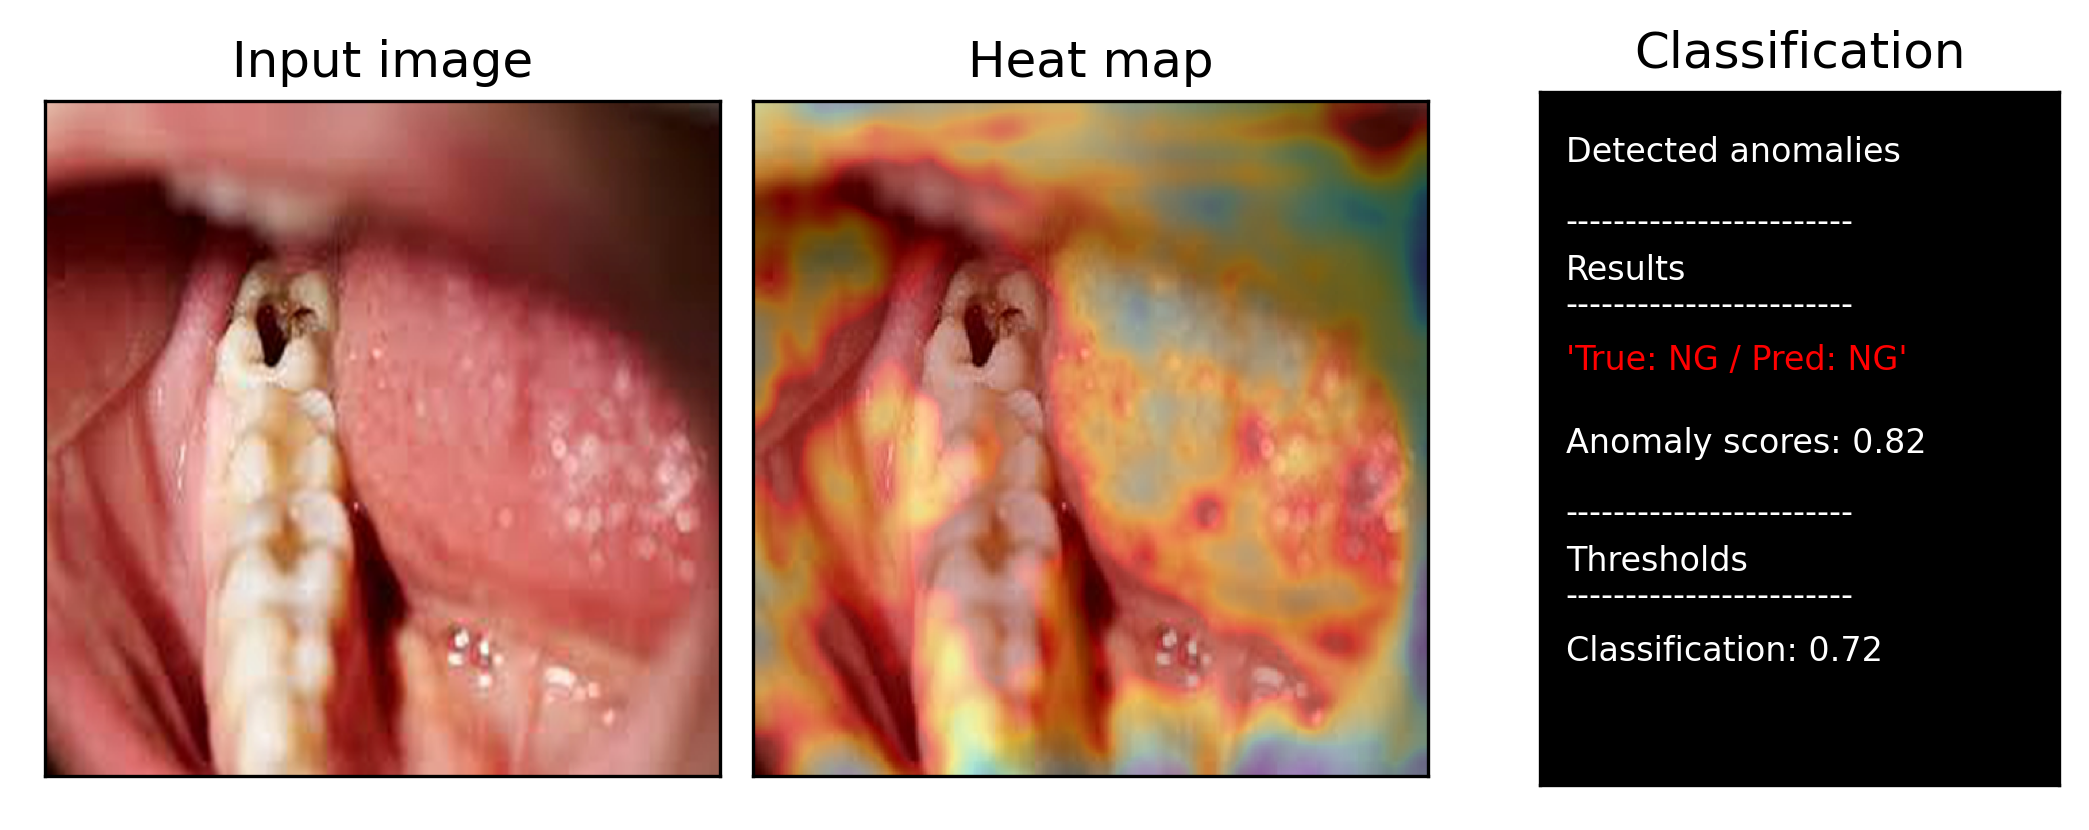 Input image
Heat map
Classification
Detected anomalies
------------------------
Results
------------------------
'True: NG / Pred: NG'
Anomaly scores: 0.82
------------------------
Thresholds
------------------------
Classification: 0.72